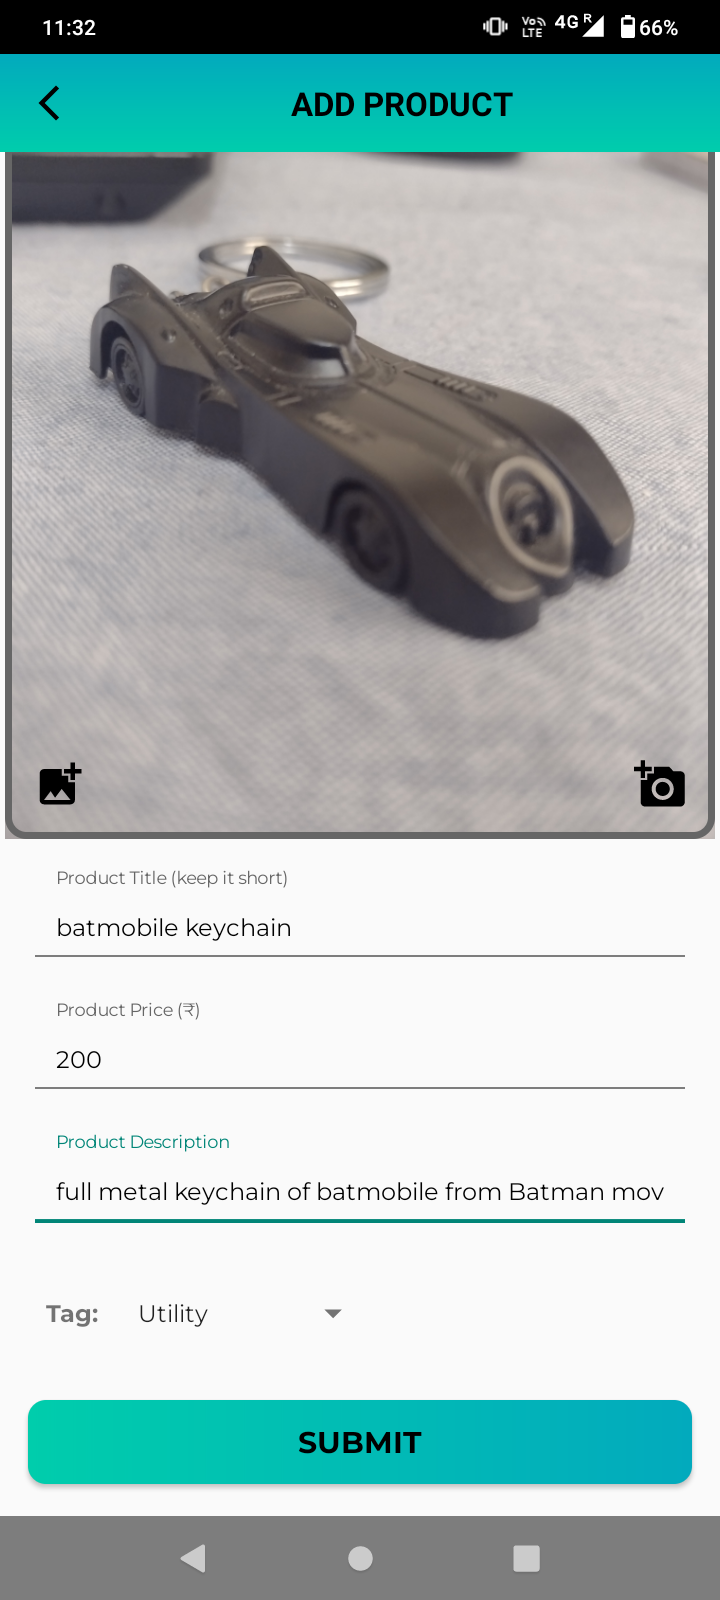 11:32
Vo LTE 4G R 66%
ADD PRODUCT
Product Title (keep it short)
batmobile keychain
Product Price (₹)
200
Product Description
full metal keychain of batmobile from Batman mov
Tag: Utility
SUBMIT